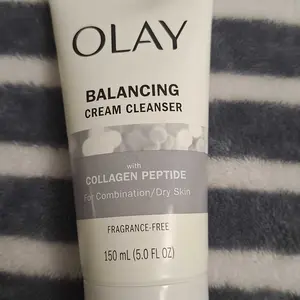 OLAY
BALANCING
CREAM CLEANSER
with
COLLAGEN PEPTIDE
For Combination/Dry Skin
FRAGRANCE-FREE
150 mL (5.0 FL OZ)